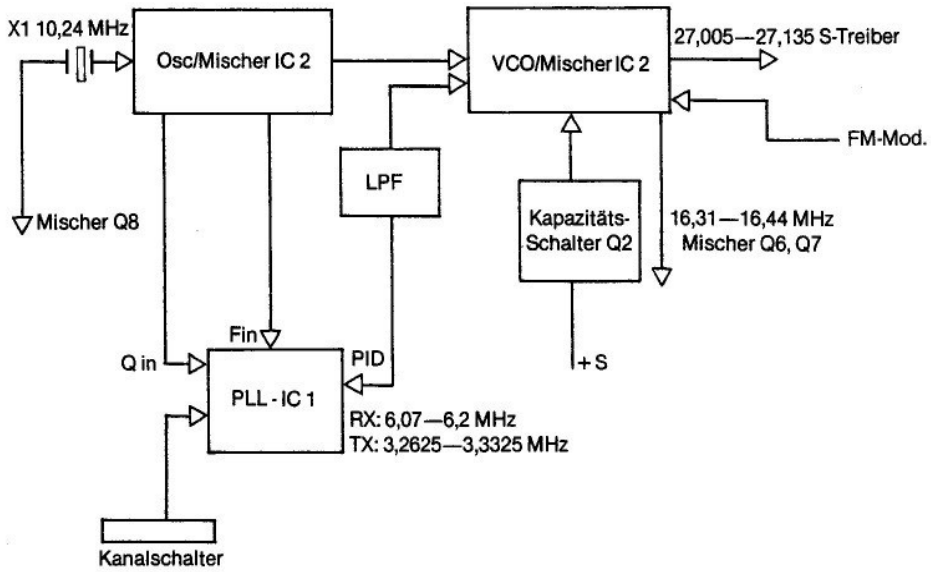 X1 10,24 MHz
Osc/Mischer IC 2
VCO/Mischer IC 2
27,005—27,135 S-Treiber
FM-Mod.
LPF
Mischer Q8
Kapazitäts-
Schalter Q2
16,31—16,44 MHz
Mischer Q6, Q7
Fin
Q in
PID
+S
PLL - IC 1
RX: 6,07—6,2 MHz
TX: 3,2625—3,3325 MHz
Kanalschalter